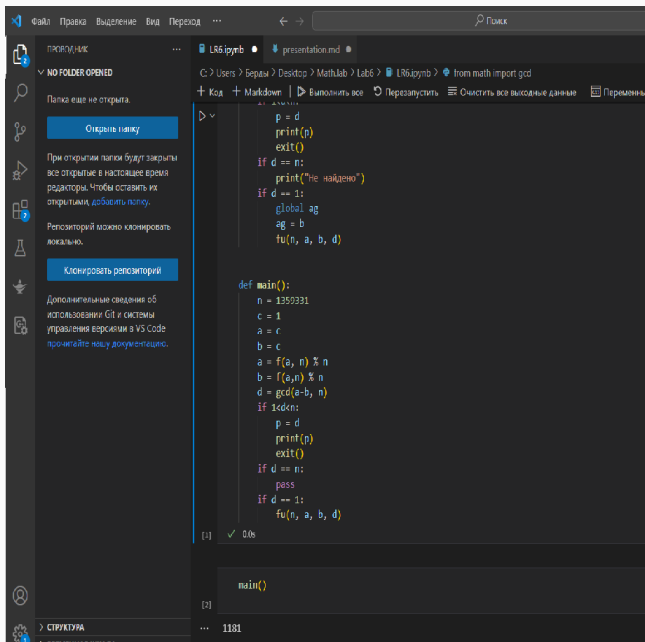 Файл Правка Выделение Вид Переход ...
Поиск
ПРОВОДНИК ...
NO FOLDER OPENED
Папка еще не открыта.
Открыть папку
При открытии папки будут закрыты
все открытые в настоящее время
редакторы. Чтобы оставить их
открытыми, добавить папку.
Репозиторий можно клонировать
локально.
Клонировать репозиторий
Дополнительные сведения об
использовании Git и системы
управления версиями в VS Code
прочитайте нашу документацию.
СТРУКТУРА
LR6.ipynb presentation.md
C: > Users > Берды > Desktop > Math.lab > Lab6 > LR6.ipynb > from math import gcd
+ Код + Markdown | Выполнить все Перезапустить Очистить все выходные данные Переменны
if 1<d<n:
p = d
print(p)
exit()
if d == n:
print("Не найдено")
if d == 1:
global ag
ag = b
fu(n, a, b, d)
def main():
n = 1359331
c = 1
a = c
b = c
a = f(a, n) % n
b = f(a,n) % n
d = gcd(a-b, n)
if 1<d<n:
p = d
print(p)
exit()
if d == n:
pass
if d == 1:
fu(n, a, b, d)
[1] ✓ 0.0s
main()
[2]
... 1181